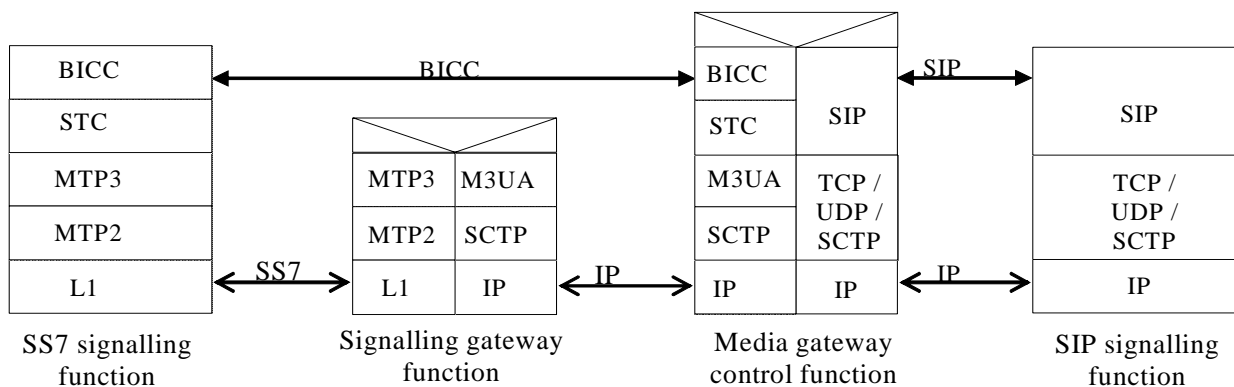 BICC
STC
MTP3
MTP2
L1
SS7 signalling
function
BICC
SS7
MTP3
M3UA
MTP2
SCTP
L1
IP
Signalling gateway
function
IP
BICC
STC
M3UA
SCTP
IP
SIP
TCP /
UDP /
SCTP
IP
Media gateway
control function
SIP
IP
SIP
TCP /
UDP /
SCTP
IP
SIP signalling
function